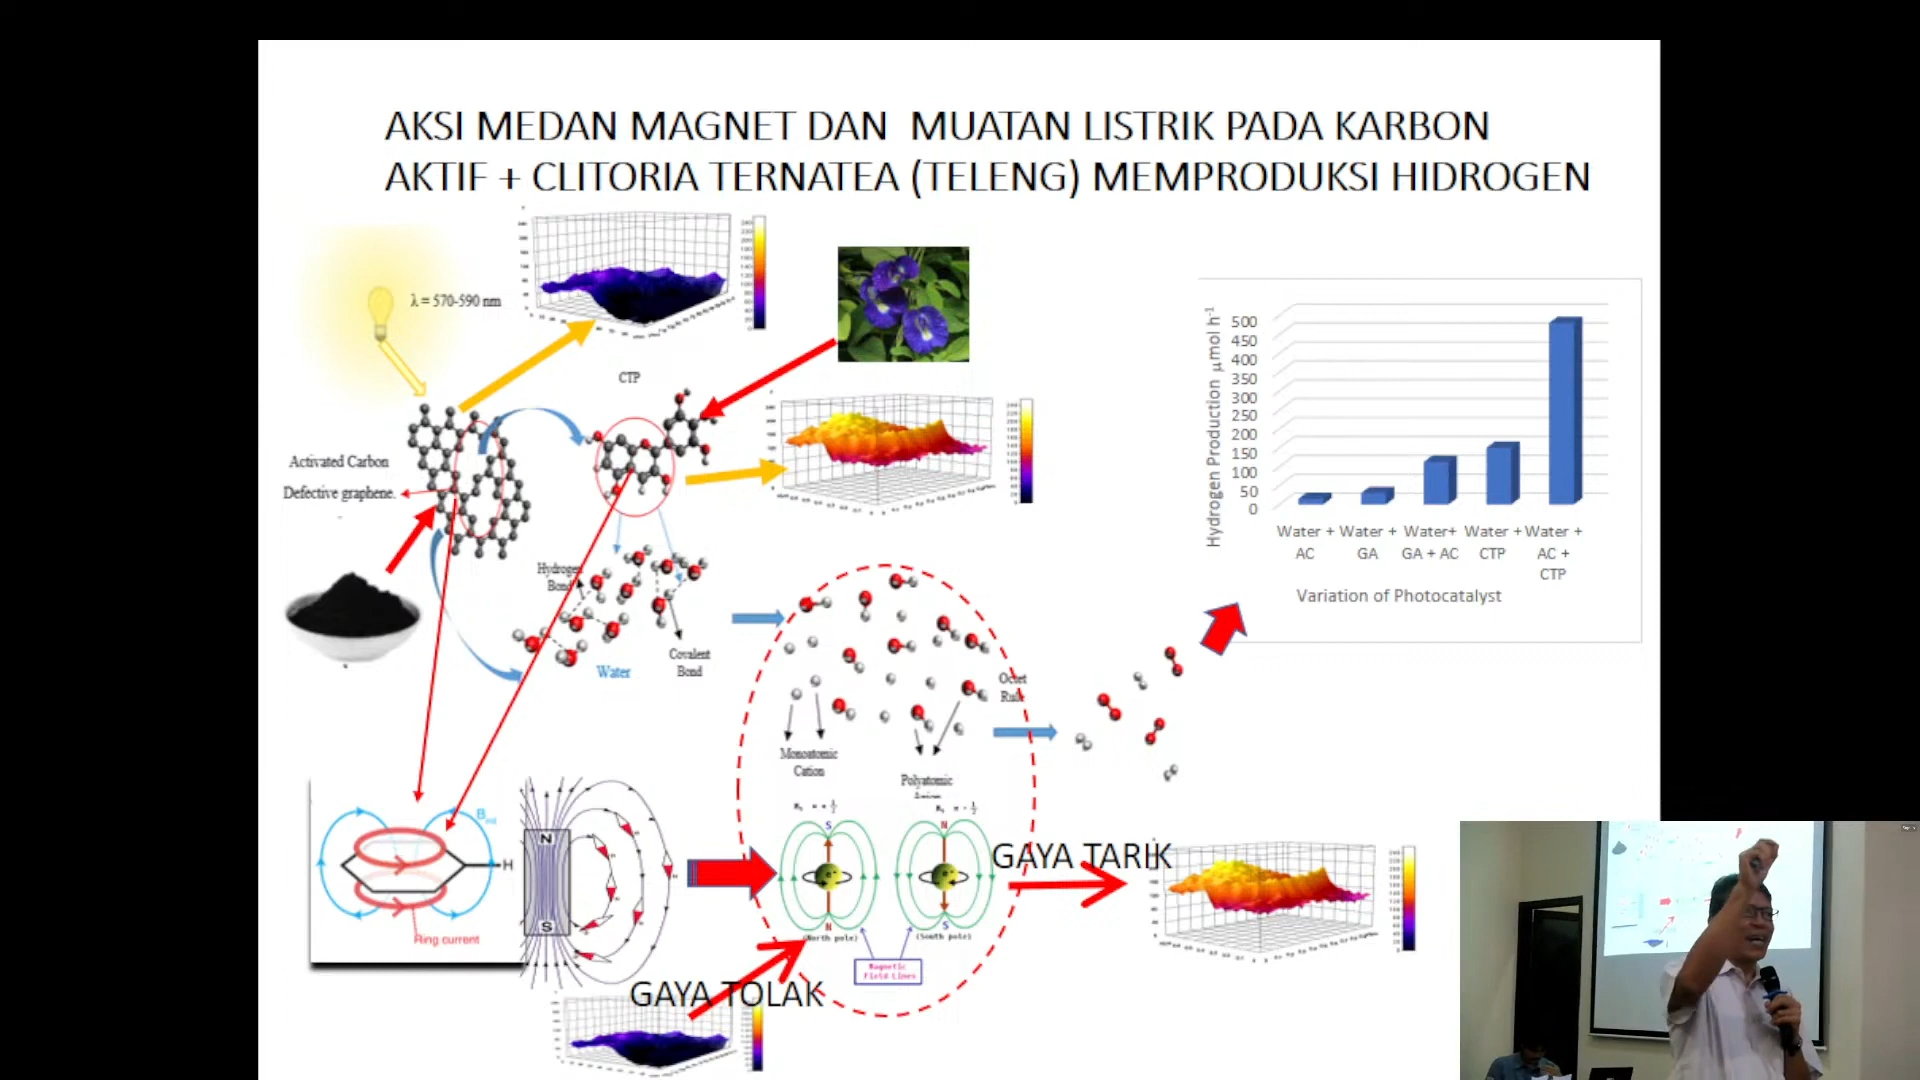 AKSI MEDAN MAGNET DAN MUATAN LISTRIK PADA KARBON
AKTIF + CLITORIA TERNATEA (TELENG) MEMPRODUKSI HIDROGEN
λ = 570-590 nm
CTP
Activated Carbon
Defective graphene.
Hydrogen
Bond
Water
Covalent
Bond
Octet
Rule
Monoatomic
Cation
Polyatomic
B ind
H
Ring current
N
S
S
N
N
S
(North pole)
(South pole)
Magnetic
Field Lines
GAYA TARIK
GAYA TOLAK
Hydrogen Production μmol h⁻¹
500
450
400
350
300
250
200
150
100
50
0
Water + AC
Water + GA
Water+ GA + AC
Water + CTP
Water + AC + CTP
Variation of Photocatalyst